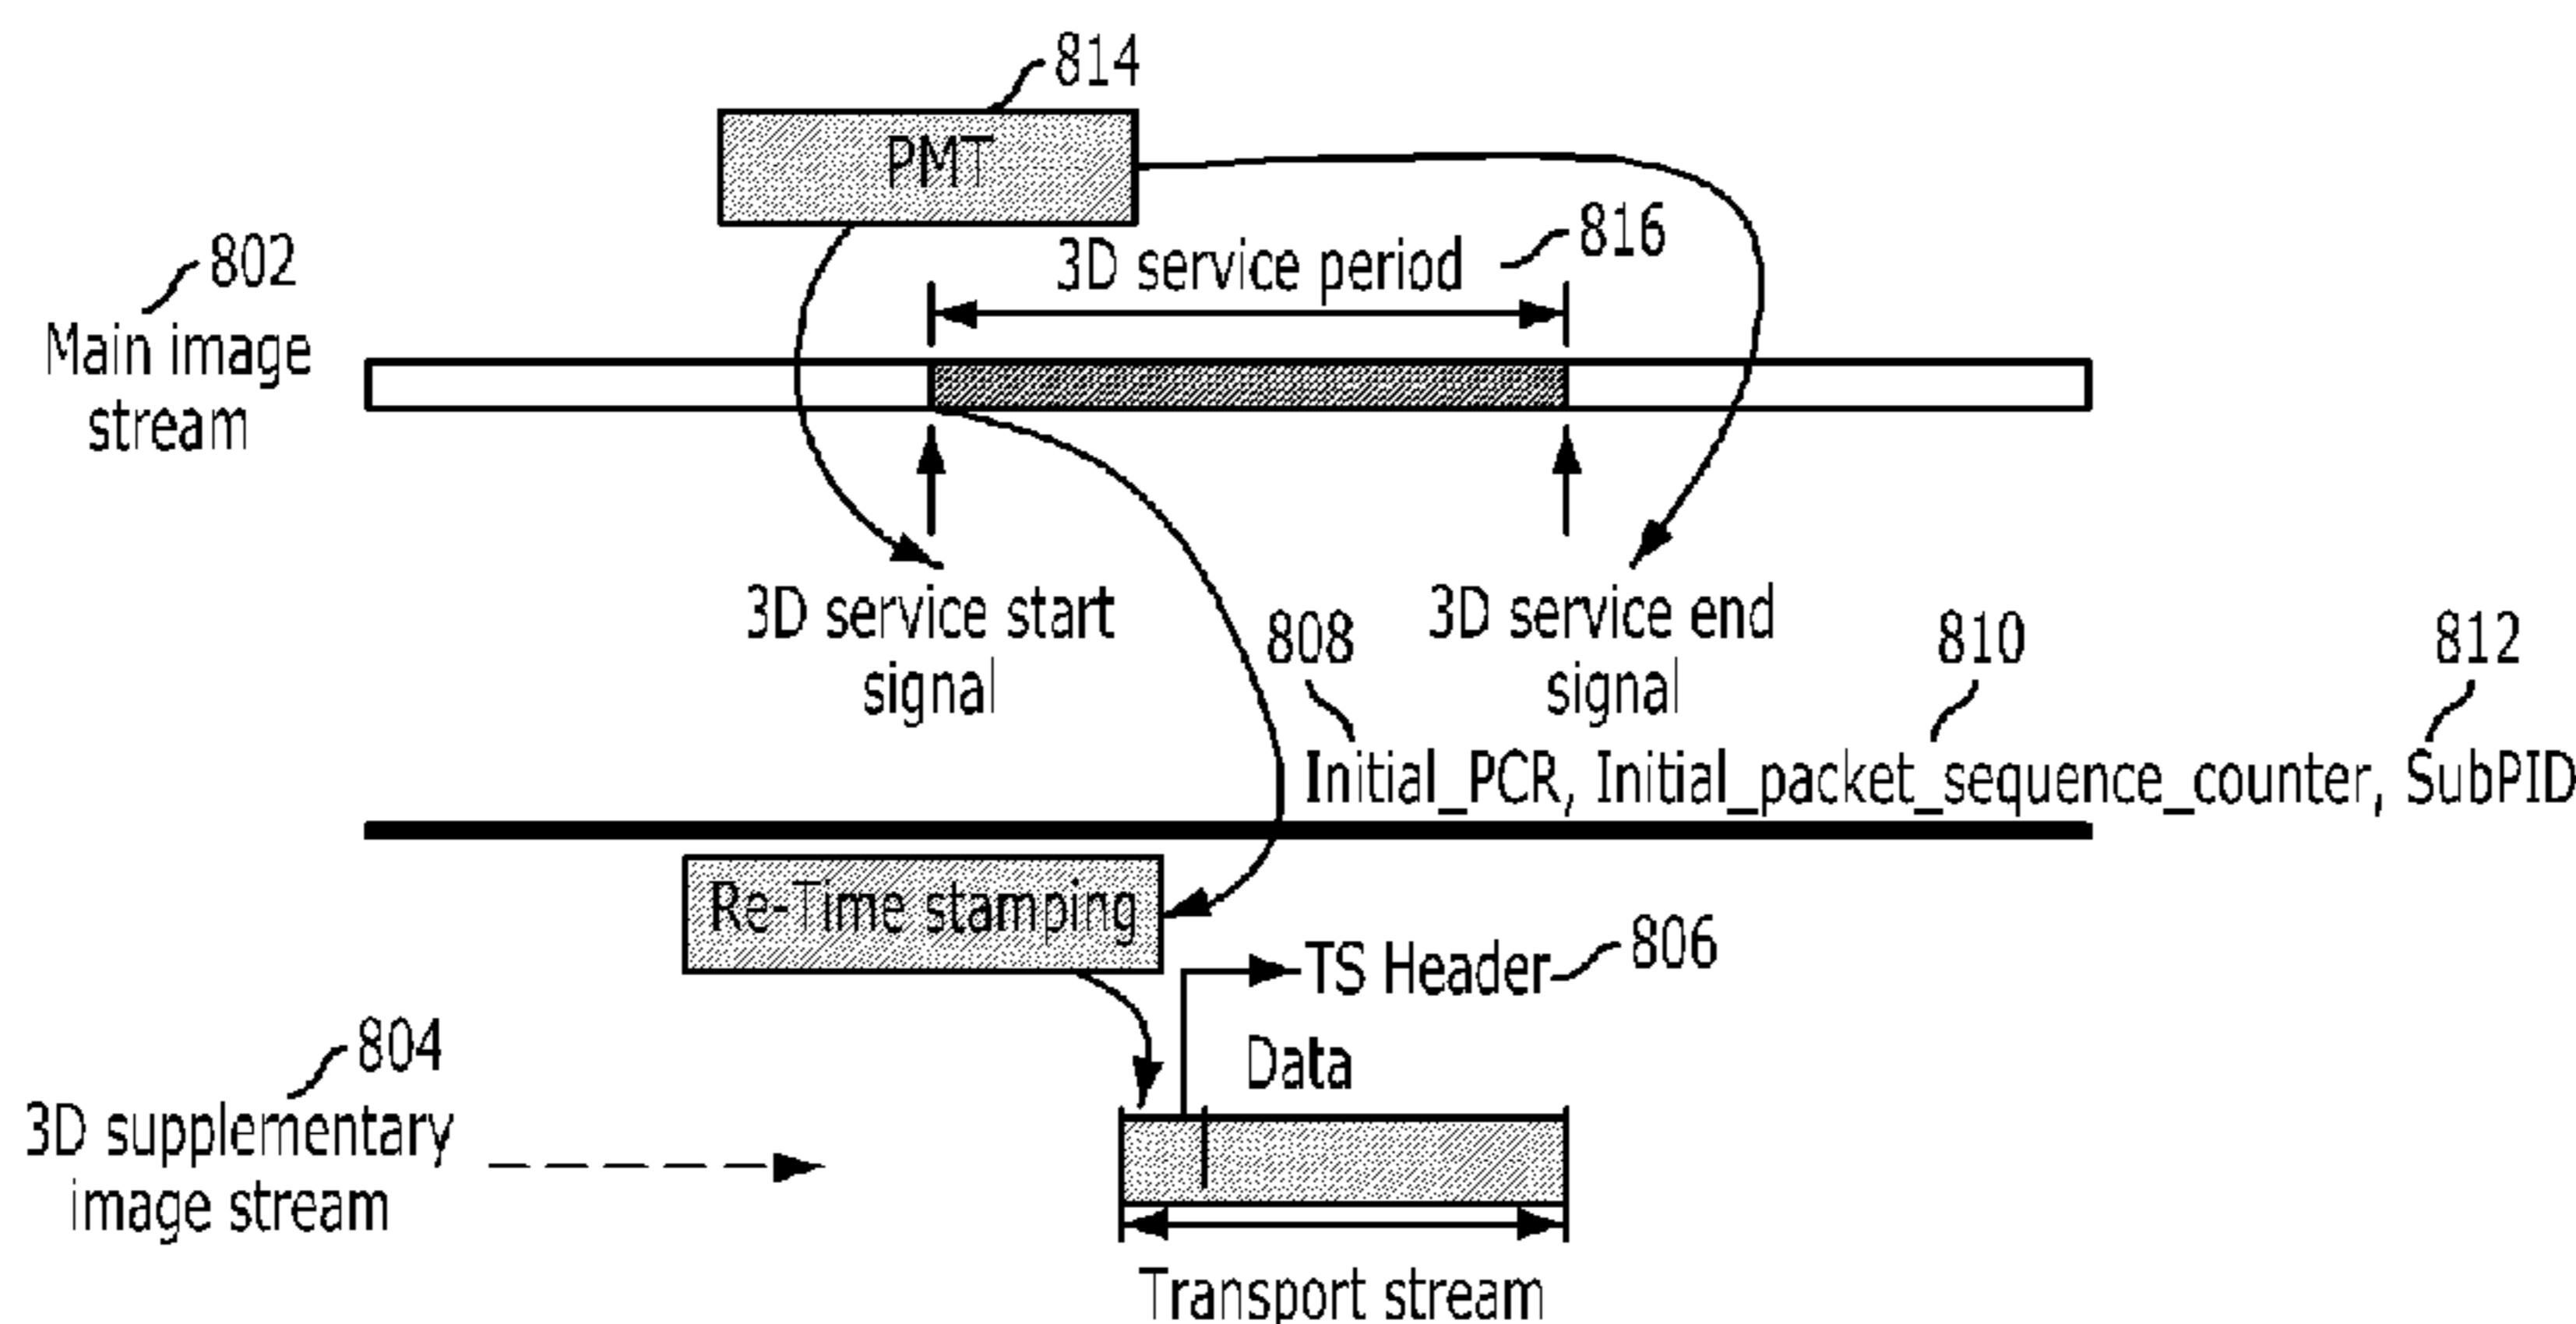 814
PMT
816
3D service period
802
Main image
stream
3D service start
signal
3D service end
signal
808
810
812
Initial_PCR, Initial_packet_sequence_counter, SubPID
Re-Time stamping
TS Header
806
Data
804
3D supplementary
image stream
Transport stream